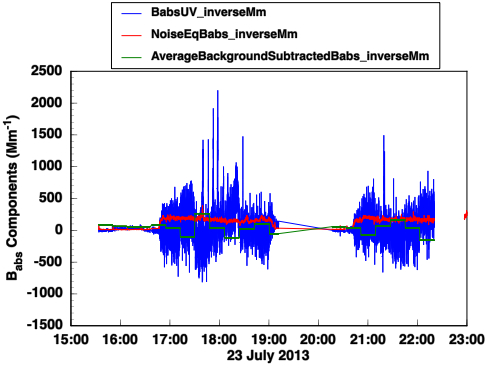 BabsUV_inverseMm
NoiseEqBabs_inverseMm
AverageBackgroundSubtractedBabs_inverseMm
2500
2000
1500
1000
500
0
-500
-1000
-1500
Babs Components (Mm-1)
15:00 16:00 17:00 18:00 19:00 20:00 21:00 22:00 23:00
23 July 2013